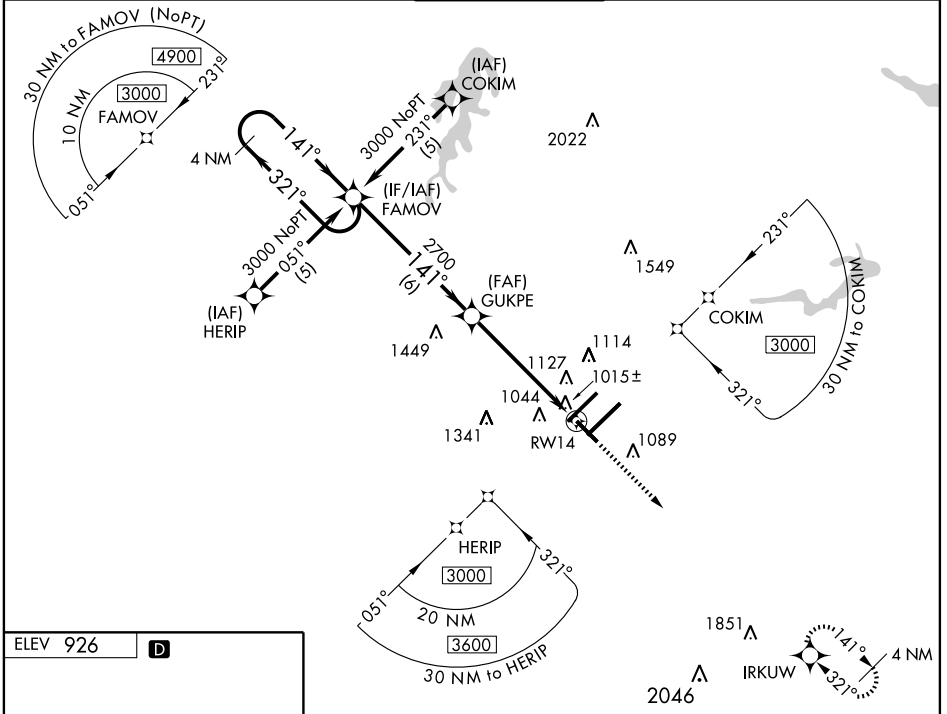 30 NM to FAMOV (NoPT)
4900
231°
10 NM
3000
FAMOV
051°
(IAF)
COKIM
3000 NoPT
231°
(5)
2022
141°
4 NM
321°
(IF/IAF)
FAMOV
3000 NoPT
051°
(5)
(IAF)
HERIP
2700
141°
(6)
(FAF)
GUKPE
1549
231°
COKIM
3000
30 NM to COKIM
321°
1449
1127
1114
1015±
1044
1341
RW14
1089
HERIP
321°
3000
051°
20 NM
3600
30 NM to HERIP
ELEV 926
D
1851
141°
4 NM
IRKUW
321°
2046